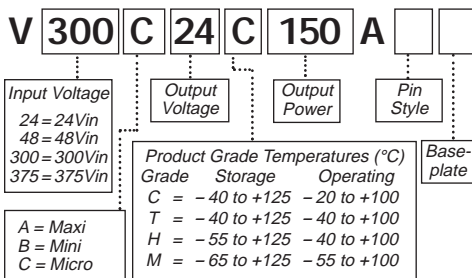 V 300 C 24 C 150 A
Input Voltage
24 = 24Vin
48 = 48Vin
300 = 300Vin
375 = 375Vin
Output
Voltage
Output
Power
Pin
Style
Base-
plate
A = Maxi
B = Mini
C = Micro
Product Grade Temperatures (°C)
Grade Storage Operating
C = – 40 to +125 – 20 to +100
T = – 40 to +125 – 40 to +100
H = – 55 to +125 – 40 to +100
M = – 65 to +125 – 55 to +100